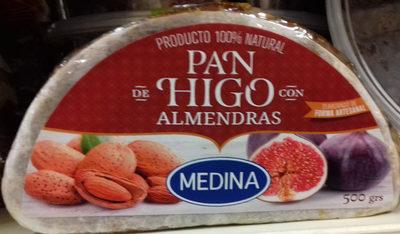 PRODUCTO 100% NATURAL
PAN
DE HIGO CON
ALMENDRAS
FORMA ARTESANAL
MEDINA
500 grs